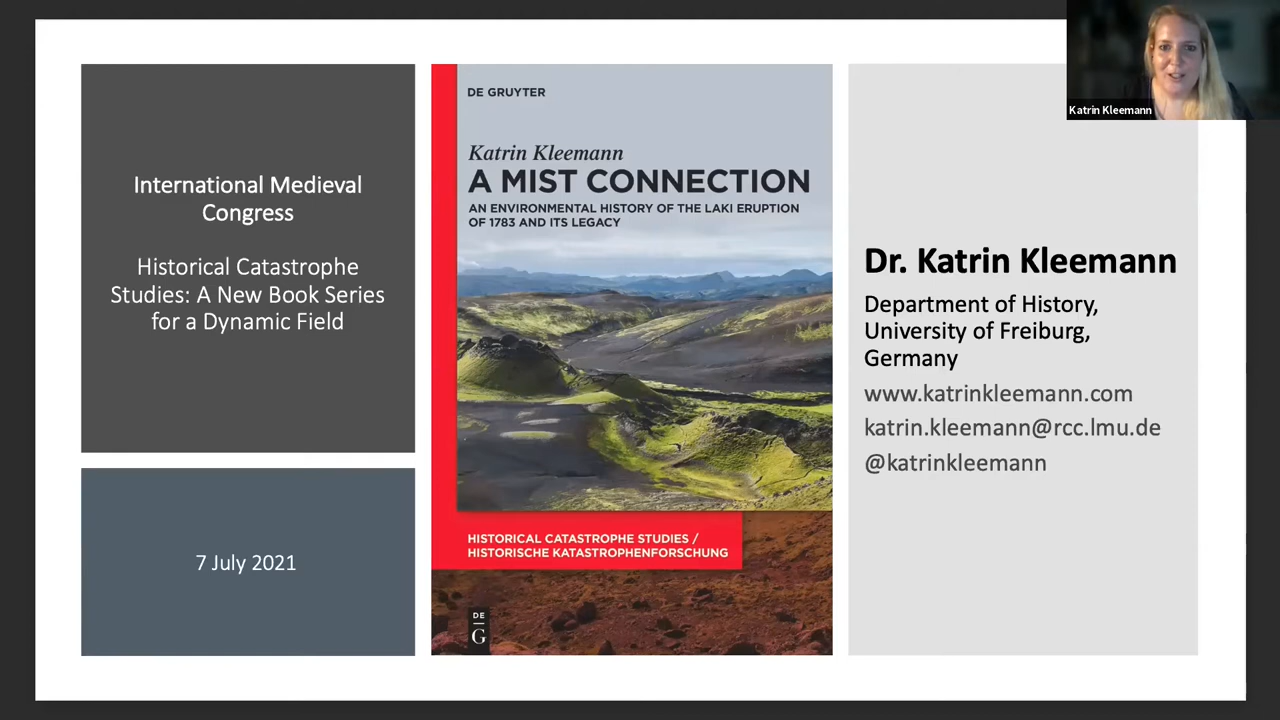 International Medieval
Congress
Historical Catastrophe
Studies: A New Book Series
for a Dynamic Field
7 July 2021
DE GRUYTER
Katrin Kleemann
A MIST CONNECTION
AN ENVIRONMENTAL HISTORY OF THE LAKI ERUPTION
OF 1783 AND ITS LEGACY
HISTORICAL CATASTROPHE STUDIES /
HISTORISCHE KATASTROPHENFORSCHUNG
DE
G
Dr. Katrin Kleemann
Department of History,
University of Freiburg,
Germany
www.katrinkleemann.com
katrin.kleemann@rcc.lmu.de
@katrinkleemann
Katrin Kleemann